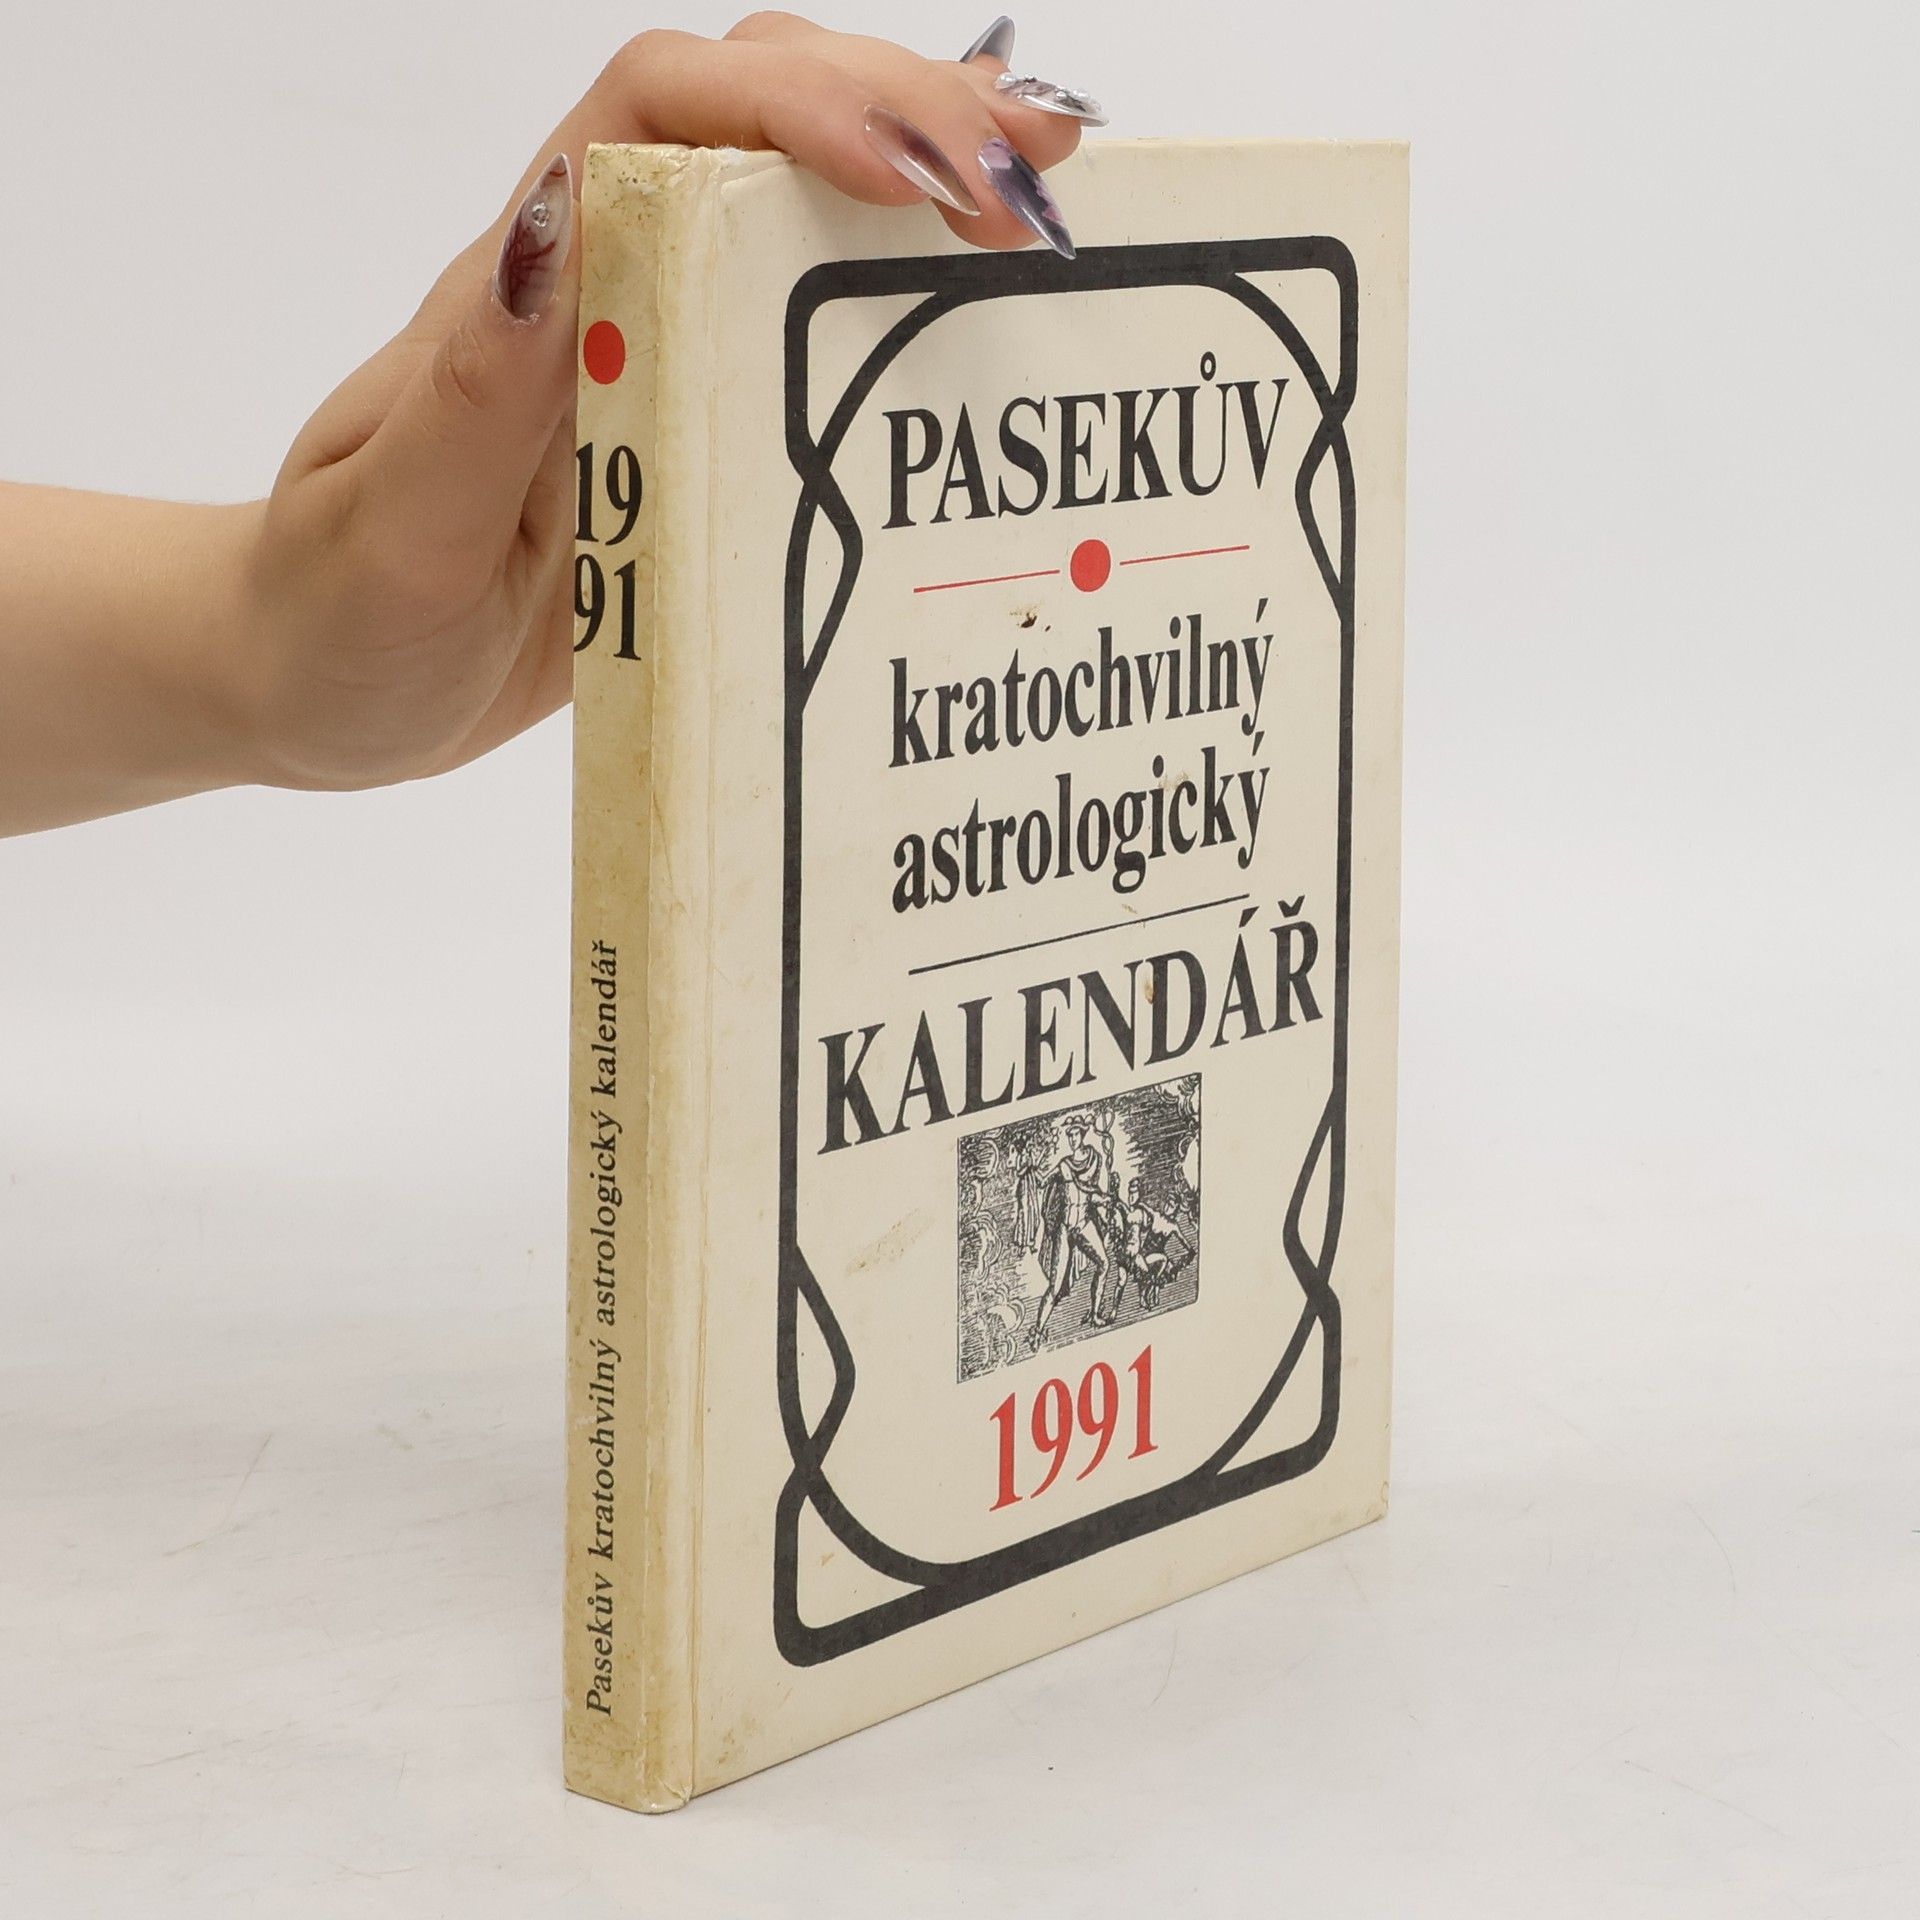 19
91
Pasekův kratochvilný astrologický kalendář
PASEKŮV
kratochvilný
astrologický
KALENDÁŘ
1991